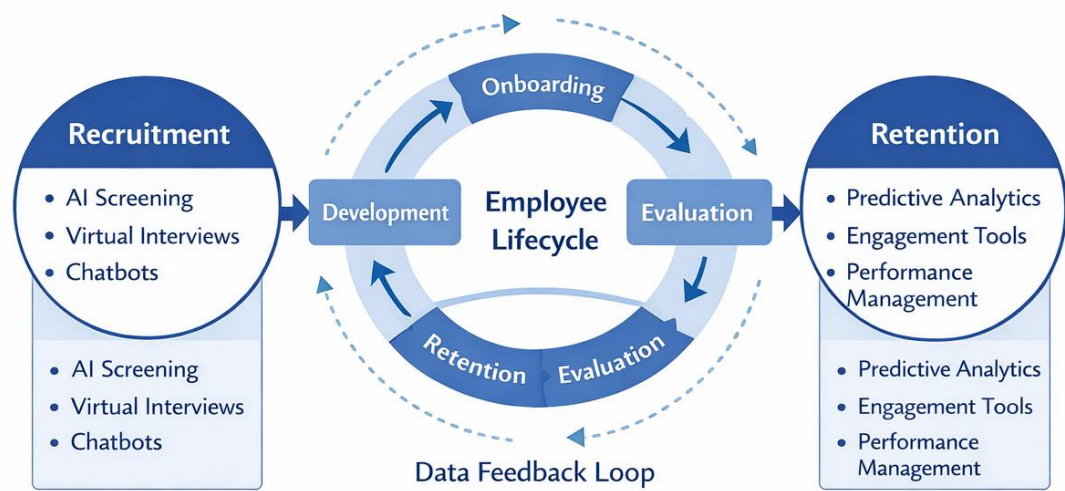 Recruitment
• AI Screening
• Virtual Interviews
• Chatbots
• AI Screening
• Virtual Interviews
• Chatbots
Onboarding
Development
Employee
Lifecycle
Evaluation
Retention
Evaluation
Data Feedback Loop
Retention
• Predictive Analytics
• Engagement Tools
• Performance
Management
• Predictive Analytics
• Engagement Tools
• Performance
Management